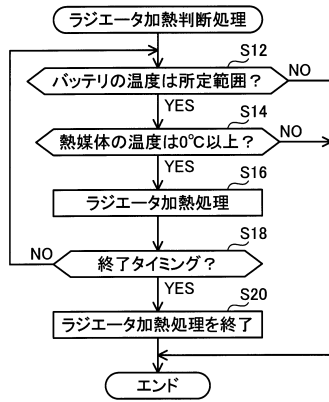 ラジエータ加熱判断処理
S12
バッテリの温度は所定範囲？
NO
YES
S14
熱媒体の温度は0℃以上？
NO
YES
S16
ラジエータ加熱処理
S18
NO
終了タイミング？
YES
S20
ラジエータ加熱処理を終了
エンド